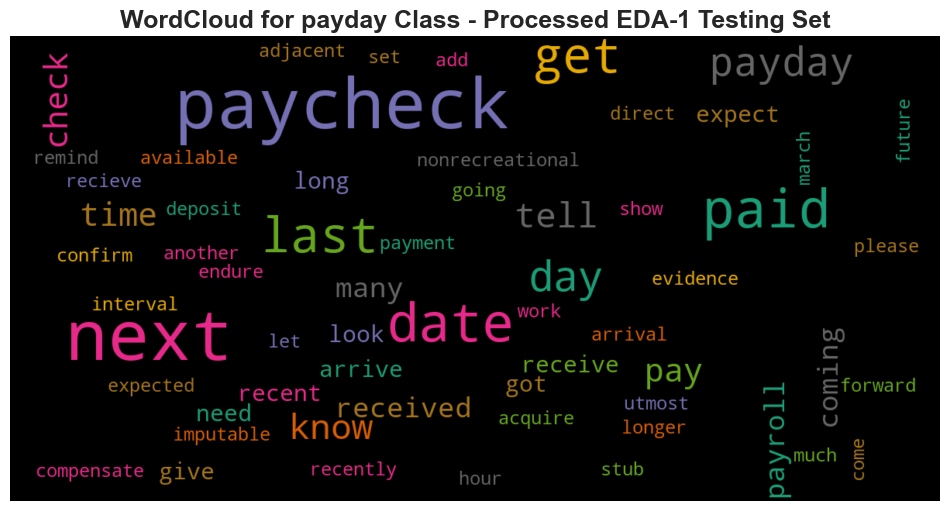 WordCloud for payday Class - Processed EDA-1 Testing Set
adjacent set add get payday
check paycheck direct expect future
remind available nonrecreational march
recieve long going
time deposit last tell show paid
confirm another payment please
endure many day evidence
interval
next let look date work arrival coming
arrive receive pay
expected recent got forward
need received acquire utmost payroll
imputable know longer
compensate give recently hour stub much come